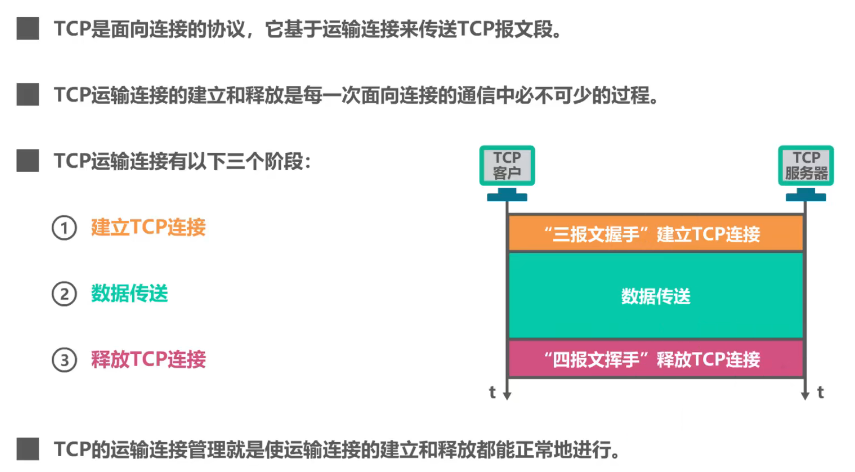 TCP是面向连接的协议，它基于运输连接来传送TCP报文段。
TCP运输连接的建立和释放是每一次面向连接的通信中必不可少的过程。
TCP运输连接有以下三个阶段：
① 建立TCP连接
② 数据传送
③ 释放TCP连接
TCP
客户
TCP
服务器
“三报文握手”建立TCP连接
数据传送
“四报文挥手”释放TCP连接
t
t
TCP的运输连接管理就是使运输连接的建立和释放都能正常地进行。